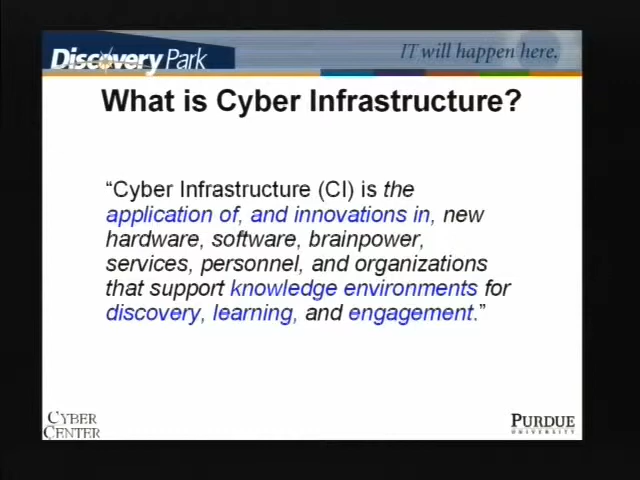 Discovery Park
IT will happen here.
What is Cyber Infrastructure?
“Cyber Infrastructure (CI) is the
application of, and innovations in, new
hardware, software, brainpower,
services, personnel, and organizations
that support knowledge environments for
discovery, learning, and engagement.”
CYBER
CENTER
PURDUE
UNIVERSITY